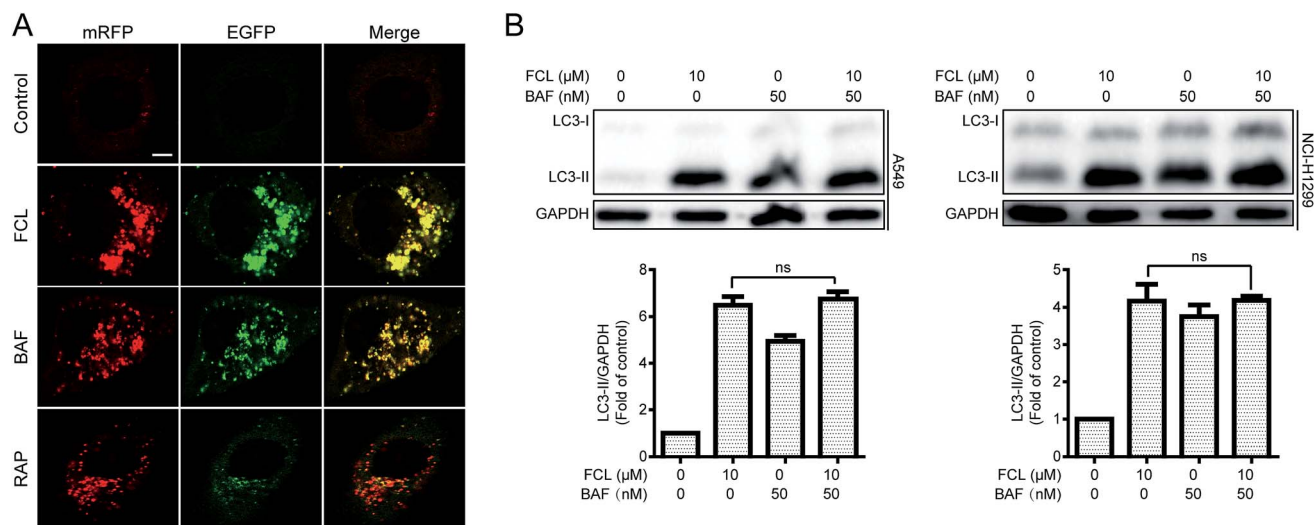 A
mRFP EGFP Merge
Control
FCL
BAF
RAP
B
FCL (μM) 0 10 0 10
BAF (nM) 0 0 50 50
LC3-I
LC3-II
GAPDH
A549
8
6
4
2
0
LC3-II/GAPDH
(Fold of control)
ns
FCL (μM) 0 10 0 10
BAF (nM) 0 0 50 50
FCL (μM) 0 10 0 10
BAF (nM) 0 0 50 50
LC3-I
LC3-II
GAPDH
NCI-H1299
5
4
3
2
1
0
LC3-II/GAPDH
(Fold of control)
ns
FCL (μM) 0 10 0 10
BAF (nM) 0 0 50 50